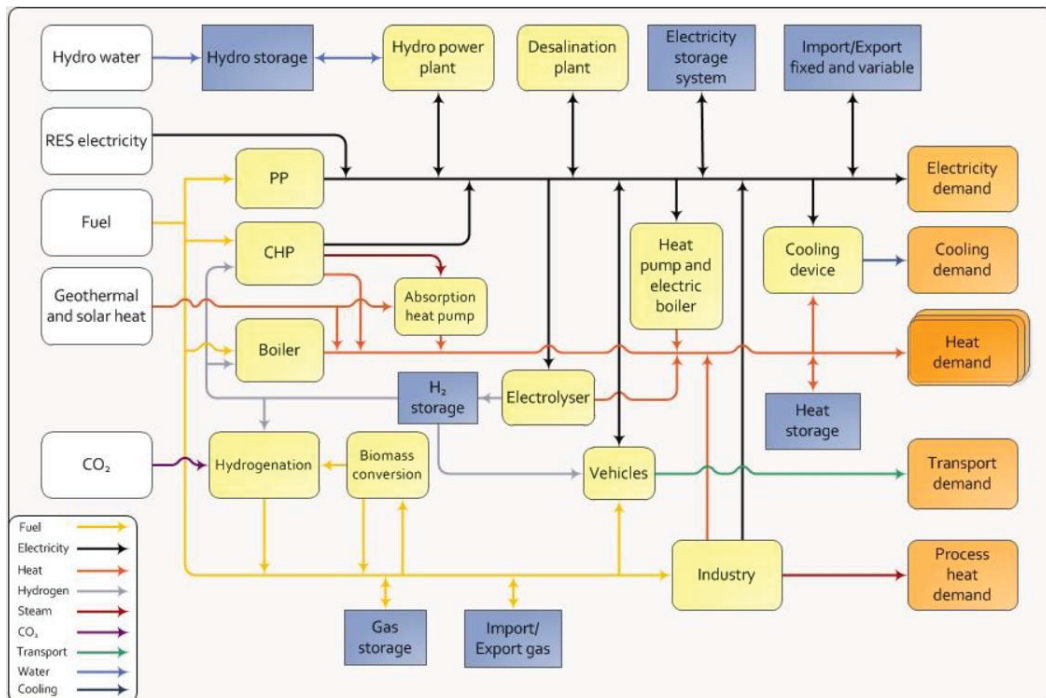 Hydro water
Hydro storage
Hydro power
plant
Desalination
plant
Electricity
storage
system
Import/Export
fixed and variable
RES electricity
PP
Electricity
demand
Fuel
CHP
Heat
pump and
electric
boiler
Cooling
device
Cooling
demand
Geothermal
and solar heat
Absorption
heat pump
Boiler
Heat
demand
H₂
storage
Electrolyser
Heat
storage
CO₂
Hydrogenation
Biomass
conversion
Vehicles
Transport
demand
Industry
Process
heat
demand
Gas
storage
Import/
Export gas
Fuel
Electricity
Heat
Hydrogen
Steam
CO₂
Transport
Water
Cooling